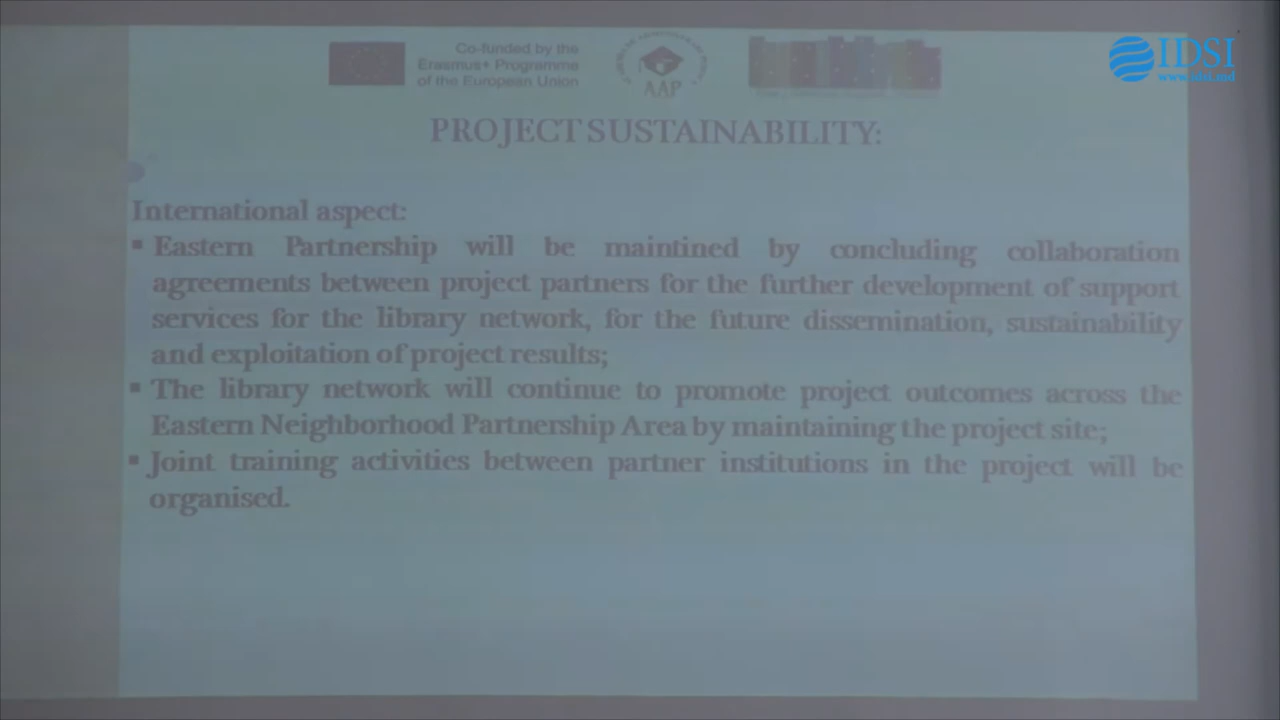 Co-funded by the
Erasmus+ Programme
of the European Union
AAP
IDSI
www.idsi.md
PROJECT SUSTAINABILITY:
International aspect:
▪ Eastern Partnership will be maintined by concluding collaboration
agreements between project partners for the further development of support
services for the library network, for the future dissemination, sustainability
and exploitation of project results;
▪ The library network will continue to promote project outcomes across the
Eastern Neighborhood Partnership Area by maintaining the project site;
▪ Joint training activities between partner institutions in the project will be
organised.